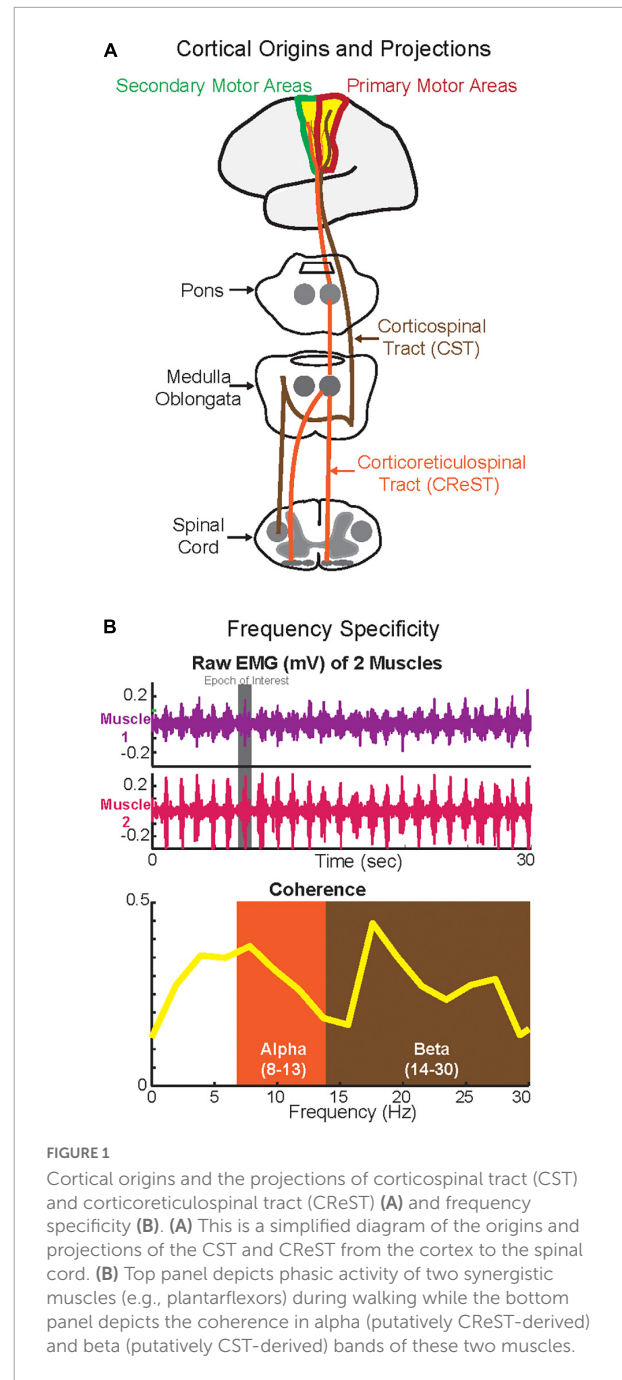 A
Cortical Origins and Projections
Secondary Motor Areas
Primary Motor Areas
Pons
Corticospinal
Tract (CST)
Medulla
Oblongata
Corticoreticulospinal
Tract (CReST)
Spinal
Cord
B
Frequency Specificity
Raw EMG (mV) of 2 Muscles
Epoch of Interest
0.2
Muscle
1
-0.2
0.2
Muscle
2
-0.2
0
Time (sec)
30
Coherence
0.5
Alpha
(8-13)
Beta
(14-30)
0
0 5 10 15 20 25 30
Frequency (Hz)
FIGURE 1
Cortical origins and the projections of corticospinal tract (CST)
and corticoreticulospinal tract (CReST) (A) and frequency
specificity (B). (A) This is a simplified diagram of the origins and
projections of the CST and CReST from the cortex to the spinal
cord. (B) Top panel depicts phasic activity of two synergistic
muscles (e.g., plantarflexors) during walking while the bottom
panel depicts the coherence in alpha (putatively CReST-derived)
and beta (putatively CST-derived) bands of these two muscles.